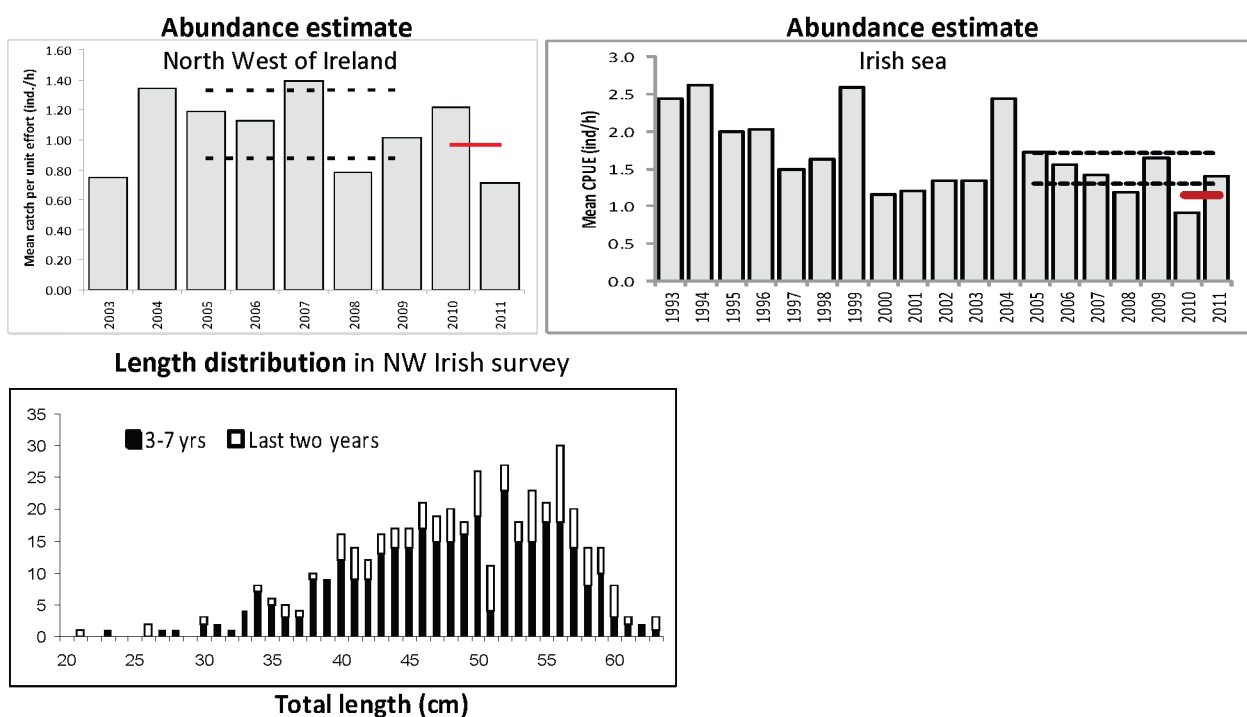 Abundance estimate
North West of Ireland
Mean catch per unit effort (ind./h)
1.60
1.40
1.20
1.00
0.80
0.60
0.40
0.20
0.00
2003 2004 2005 2006 2007 2008 2009 2010 2011
Abundance estimate
Irish sea
Mean CPUE (ind/h)
3.0
2.5
2.0
1.5
1.0
0.5
0.0
1993 1994 1995 1996 1997 1998 1999 2000 2001 2002 2003 2004 2005 2006 2007 2008 2009 2010 2011
Length distribution in NW Irish survey
3-7 yrs Last two years
35
30
25
20
15
10
5
0
20 25 30 35 40 45 50 55 60
Total length (cm)